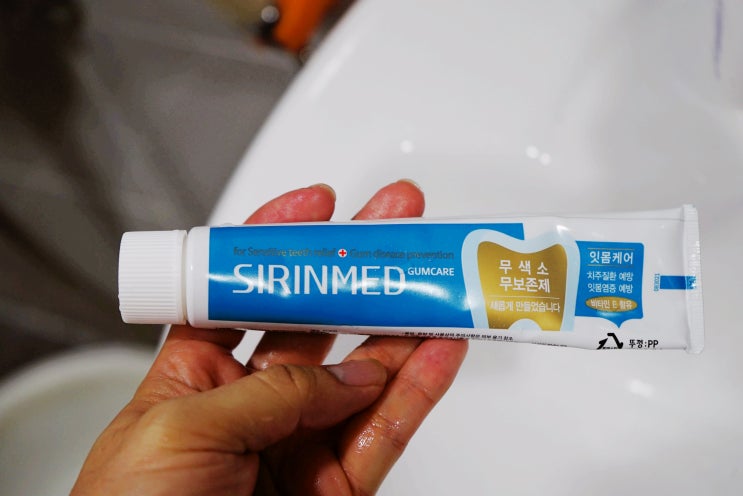 for Sensitive teeth relief + Gum disease prevention
SIRINMED GUMCARE
무색소
무보존제
새롭게 만들었습니다
잇몸케어
치주질환 예방
잇몸염증 예방
비타민 E 함유
뚜껑:PP